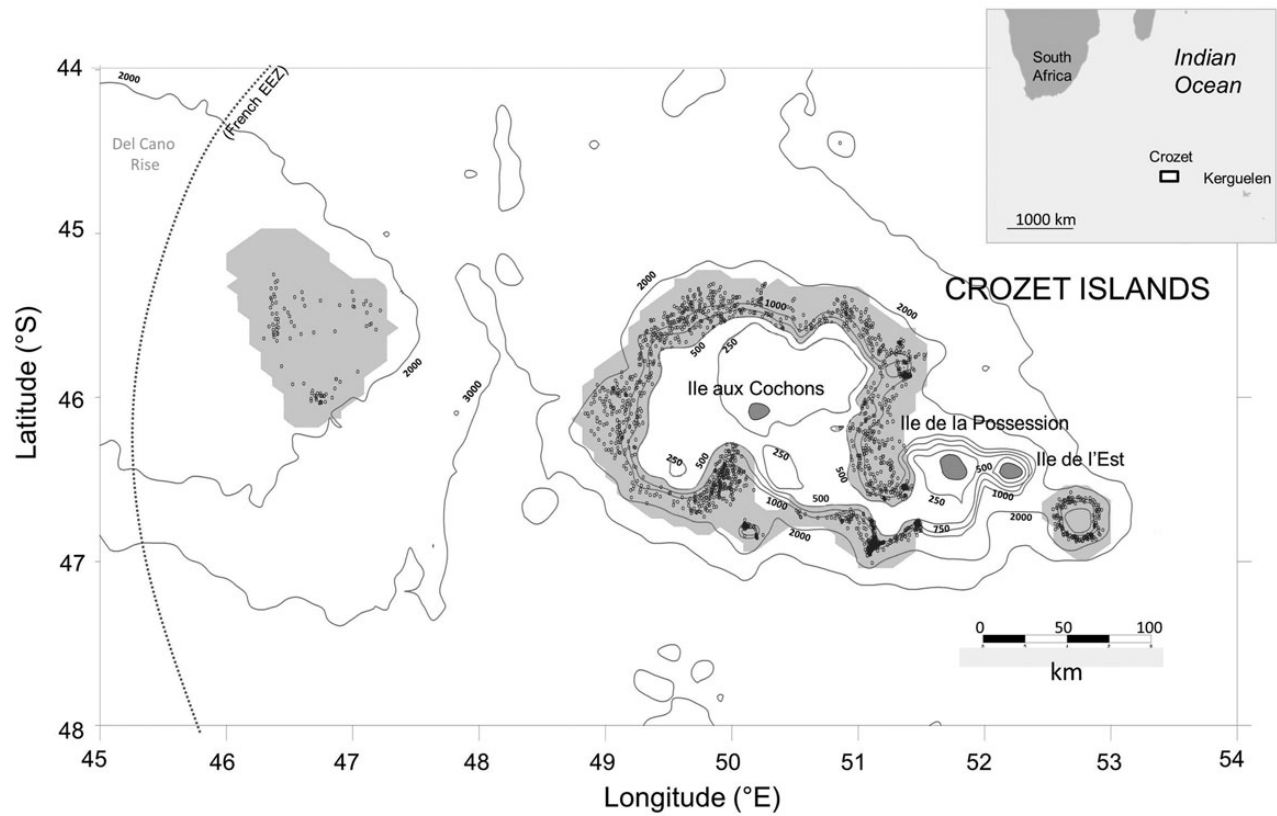 South
Africa
Indian
Ocean
Crozet
Kerguelen
1000 km
44
45
46
47
48
Latitude (°S)
2000
(French EEZ)
Del Cano
Rise
2000
3000
CROZET ISLANDS
2000
1000
2000
500
250
Ile aux Cochons
Ile de la Possession
Ile de l'Est
250
500
250
500
500
250
1000
1000
500
2000
750
2000
0 50 100
km
45 46 47 48 49 50 51 52 53 54
Longitude (°E)